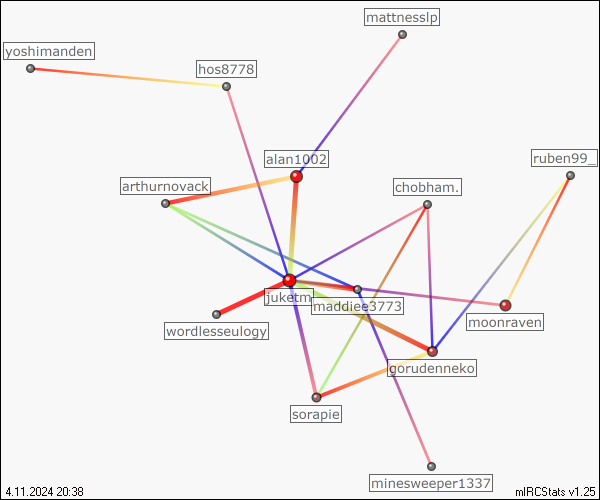 mattnesslp
yoshimanden
hos8778
alan1002
ruben99_
arthurnovack
chobham.
juketm
maddiee3773
moonraven
wordlesseulogy
gorudenneko
sorapie
minesweeper1337
4.11.2024 20:38
mIRCStats v1.25